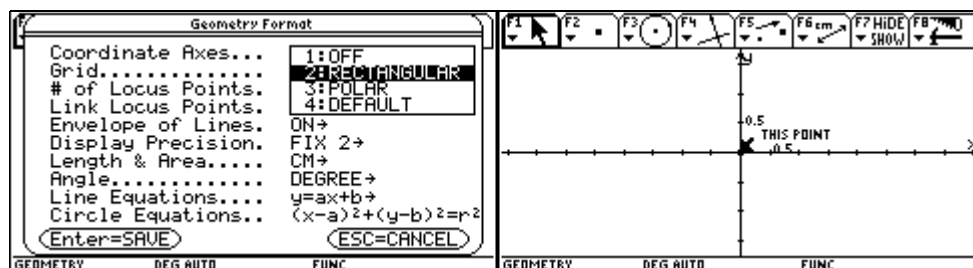 Geometry Format
Coordinate Axes...
Grid...............
# of Locus Points.
Link Locus Points.
1:OFF
2:RECTANGULAR
3:POLAR
4:DEFAULT
Envelope of Lines. ON→
Display Precision. FIX 2→
Length & Area..... CM→
Angle............. DEGREE→
Line Equations.... y=ax+b→
Circle Equations.. (x-a)²+(y-b)²=r²
Enter=SAVE ESC=CANCEL
GEOMETRY DEG AUTO FUNC
F1 F2 F3 F4 F5 F6 cm F7 HiDE SHOW F8
y
0.5
THIS POINT
0.5
x
GEOMETRY DEG AUTO FUNC